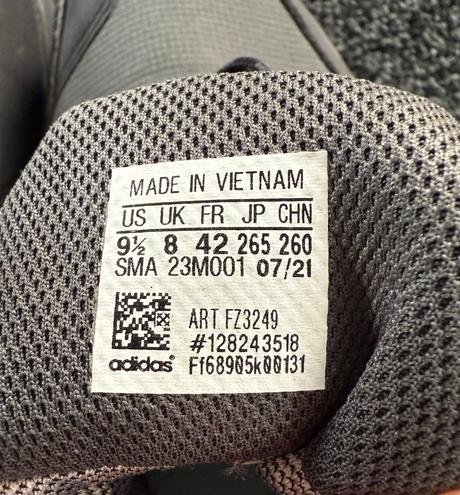 MADE IN VIETNAM
US UK FR JP CHN
9½ 8 42 265 260
SMA 23M001 07/21
ART FZ3249
#128243518
adidas® Ff68905k00131